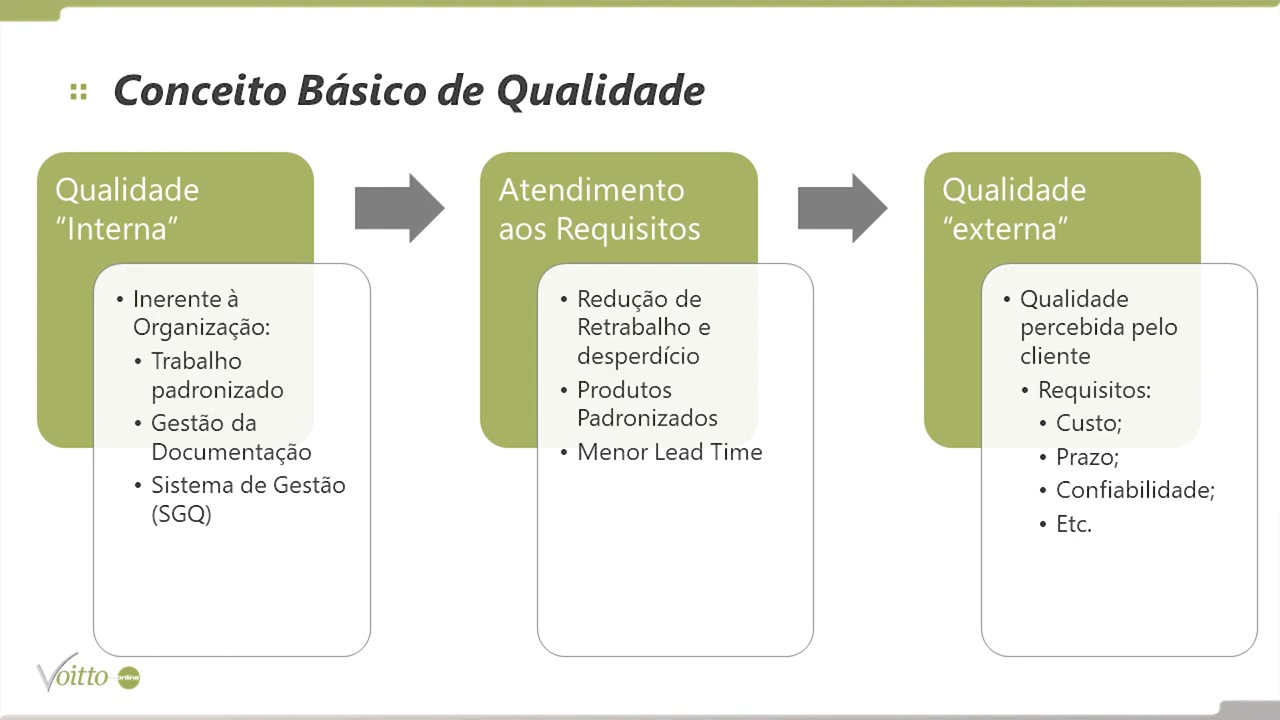 Conceito Básico de Qualidade
Qualidade
“Interna”
• Inerente à
Organização:
• Trabalho
padronizado
• Gestão da
Documentação
• Sistema de Gestão
(SGQ)
Atendimento
aos Requisitos
• Redução de
Retrabalho e
desperdício
• Produtos
Padronizados
• Menor Lead Time
Qualidade
“externa”
• Qualidade
percebida pelo
cliente
• Requisitos:
• Custo;
• Prazo;
• Confiabilidade;
• Etc.
Voitto online